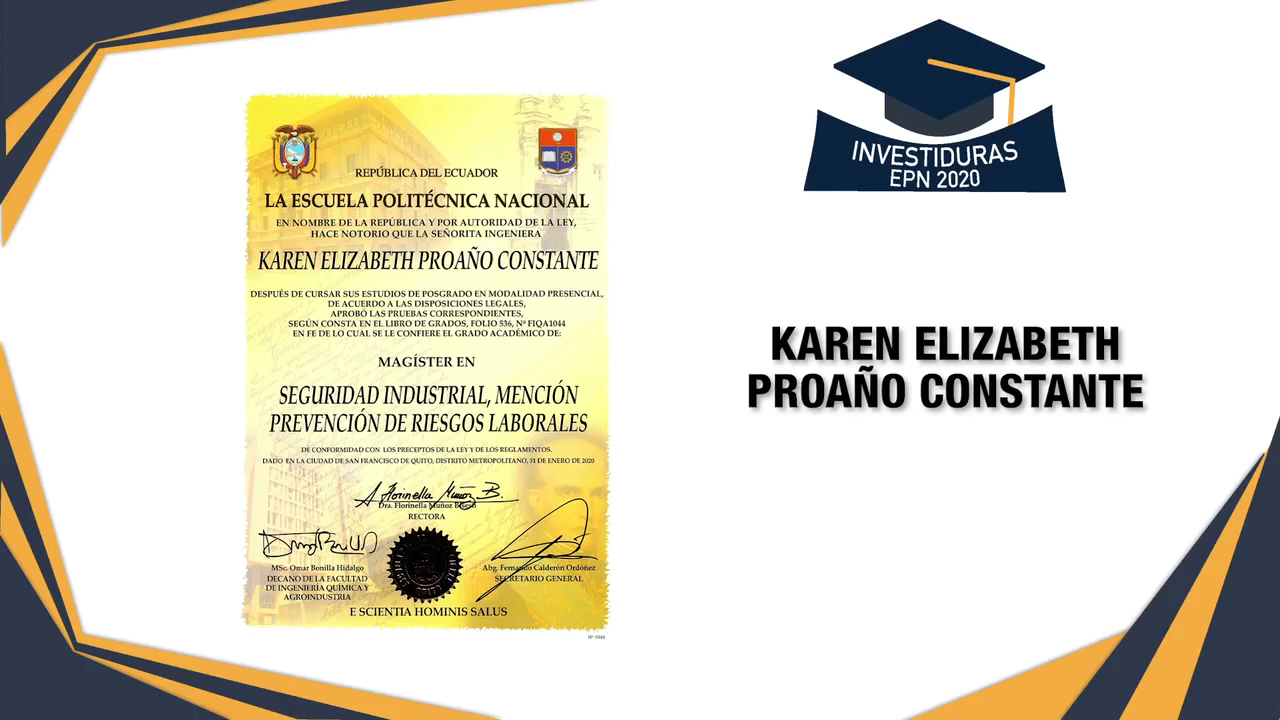 REPÚBLICA DEL ECUADOR
LA ESCUELA POLITÉCNICA NACIONAL
EN NOMBRE DE LA REPÚBLICA Y POR AUTORIDAD DE LA LEY,
HACE NOTORIO QUE LA SEÑORITA INGENIERA
KAREN ELIZABETH PROAÑO CONSTANTE
DESPUÉS DE CURSAR SUS ESTUDIOS DE POSGRADO EN MODALIDAD PRESENCIAL,
DE ACUERDO A LAS DISPOSICIONES LEGALES,
APROBÓ LAS PRUEBAS CORRESPONDIENTES,
SEGÚN CONSTA EN EL LIBRO DE GRADOS, FOLIO 536, Nº FIQA1044
EN FE DE LO CUAL SE LE CONFIERE EL GRADO ACADÉMICO DE:
MAGÍSTER EN
SEGURIDAD INDUSTRIAL, MENCIÓN
PREVENCIÓN DE RIESGOS LABORALES
DE CONFORMIDAD CON LOS PRECEPTOS DE LA LEY Y DE LOS REGLAMENTOS.
DADO EN LA CIUDAD DE SAN FRANCISCO DE QUITO, DISTRITO METROPOLITANO, 31 DE ENERO DE 2020
Florinella Muñoz B.
Dra. Florinella Muñoz
RECTORA
MSc. Omar Bonilla Hidalgo
DECANO DE LA FACULTAD
DE INGENIERÍA QUÍMICA Y
AGROINDUSTRIA
Abg. Fernando Calderón Ordóñez
SECRETARIO GENERAL
E SCIENTIA HOMINIS SALUS
Nº 1044
INVESTIDURAS
EPN 2020
KAREN ELIZABETH
PROAÑO CONSTANTE